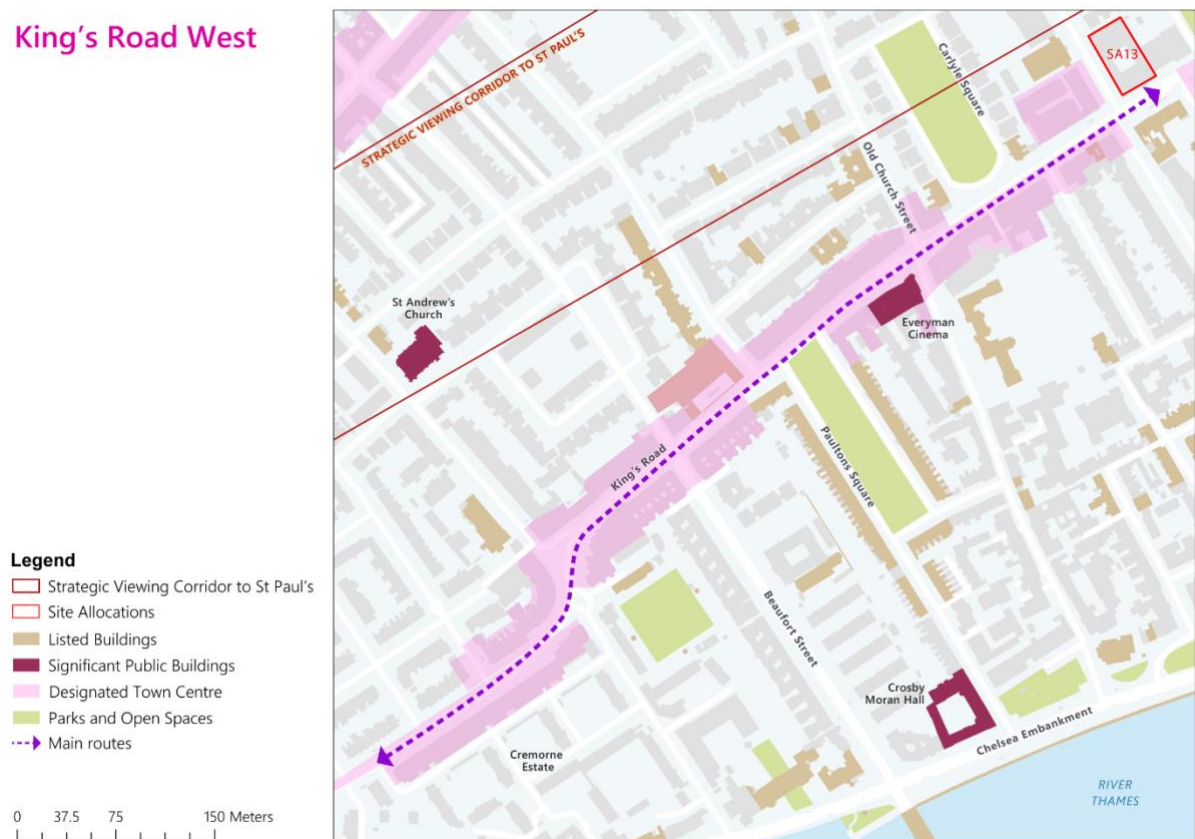 King's Road West
STRATEGIC VIEWING CORRIDOR TO ST PAUL'S
Carlyle Square
SA13
Old Church Street
St Andrew's
Church
Everyman
Cinema
King's Road
Paultons Square
Beaufort Street
Crosby
Moran Hall
Chelsea Embankment
Cremorne
Estate
RIVER
THAMES
Legend
Strategic Viewing Corridor to St Paul's
Site Allocations
Listed Buildings
Significant Public Buildings
Designated Town Centre
Parks and Open Spaces
Main routes
0 37.5 75 150 Meters